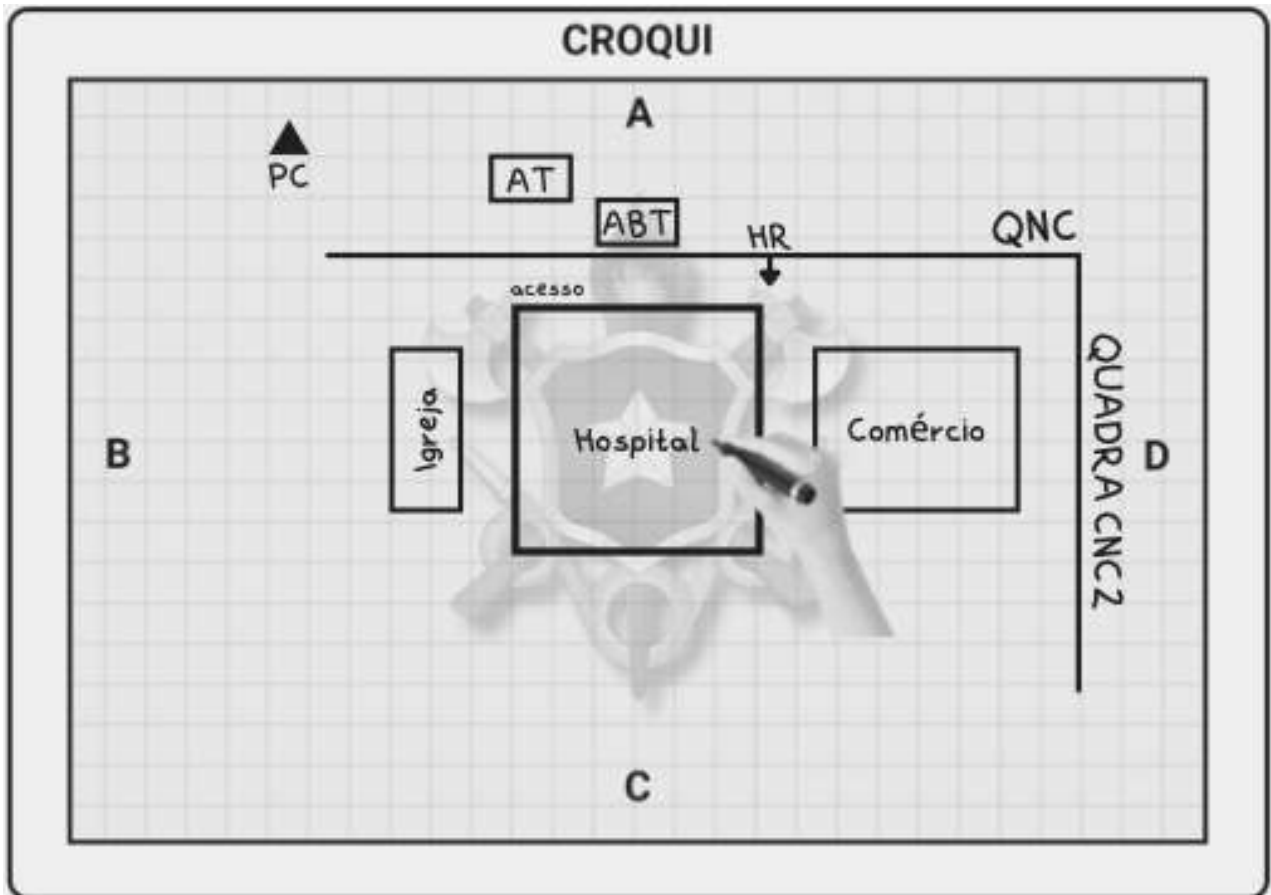 CROQUI
A
PC
AT
ABT
HR
QNC
acesso
Igreja
Hospital
Comércio
B
D
QUADRA CNC2
C